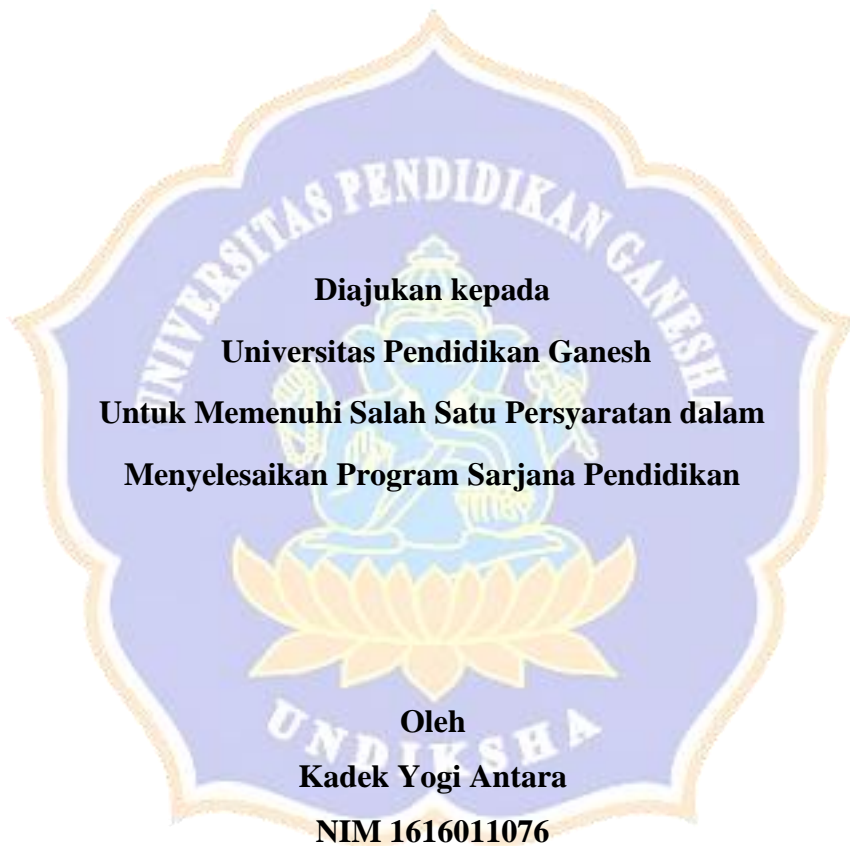 UNIVERSITAS PENDIDIKAN GANESHA
Diajukan kepada
Universitas Pendidikan Ganesh
Untuk Memenuhi Salah Satu Persyaratan dalam
Menyelesaikan Program Sarjana Pendidikan
Oleh
UNDIKSHA
Kadek Yogi Antara
NIM 1616011076